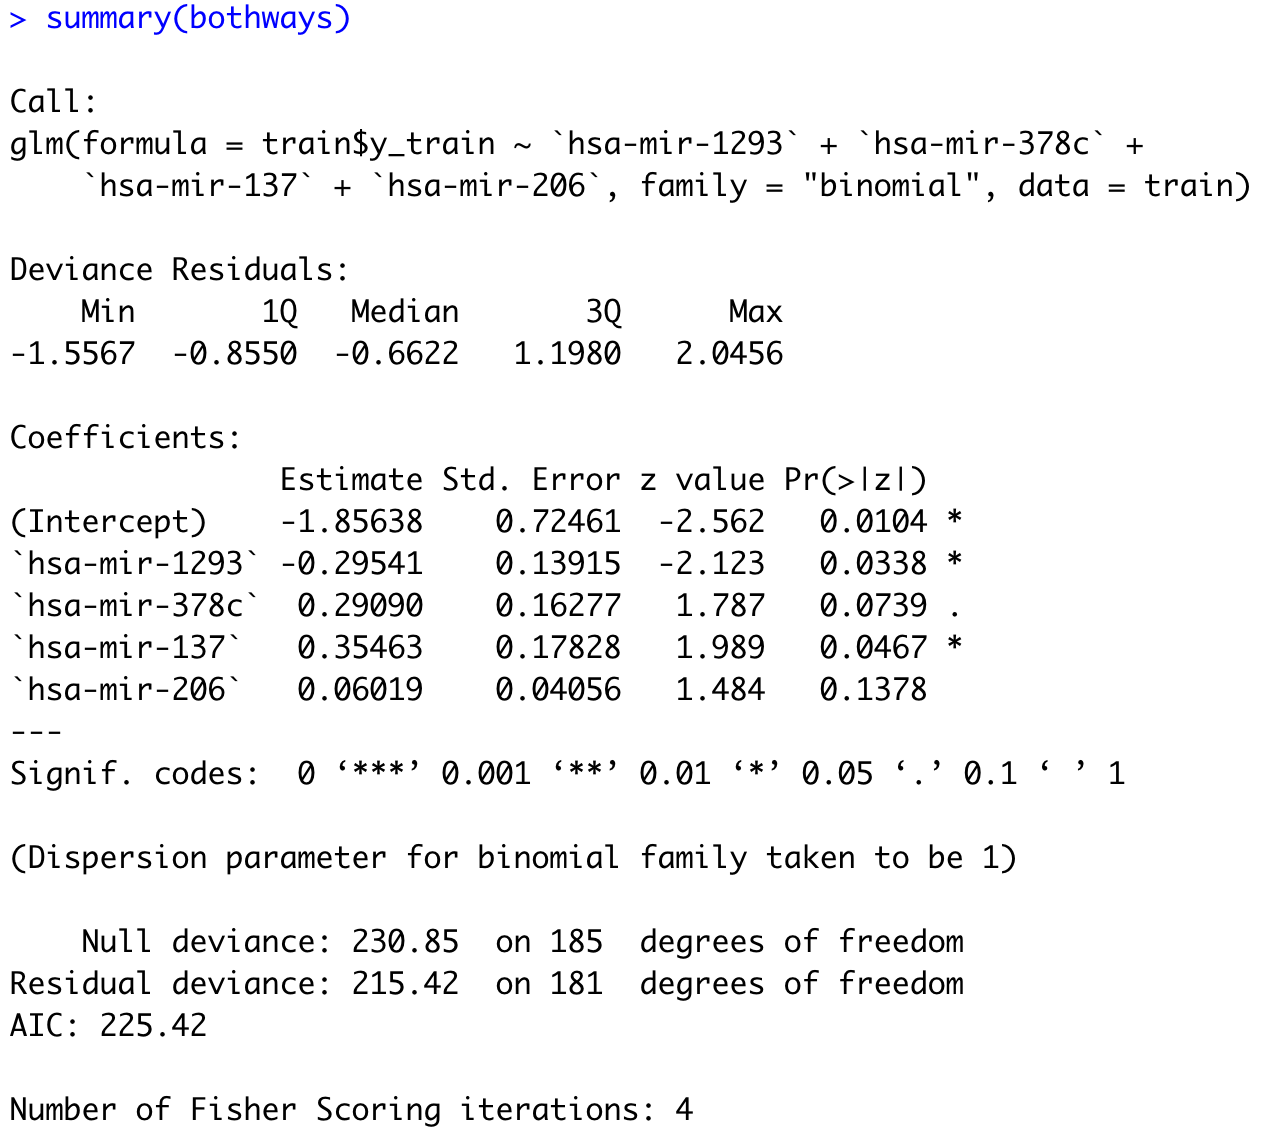 > summary(bothways)
Call:
glm(formula = train$y_train ~ `hsa-mir-1293` + `hsa-mir-378c` +
    `hsa-mir-137` + `hsa-mir-206`, family = "binomial", data = train)
Deviance Residuals:
    Min       1Q   Median       3Q      Max
-1.5567  -0.8550  -0.6622   1.1980   2.0456
Coefficients:
               Estimate Std. Error z value Pr(>|z|)
(Intercept)    -1.85638    0.72461  -2.562   0.0104 *
`hsa-mir-1293` -0.29541    0.13915  -2.123   0.0338 *
`hsa-mir-378c`  0.29090    0.16277   1.787   0.0739 .
`hsa-mir-137`   0.35463    0.17828   1.989   0.0467 *
`hsa-mir-206`   0.06019    0.04056   1.484   0.1378
---
Signif. codes:  0 ‘***’ 0.001 ‘**’ 0.01 ‘*’ 0.05 ‘.’ 0.1 ‘ ’ 1
(Dispersion parameter for binomial family taken to be 1)
    Null deviance: 230.85  on 185  degrees of freedom
Residual deviance: 215.42  on 181  degrees of freedom
AIC: 225.42
Number of Fisher Scoring iterations: 4